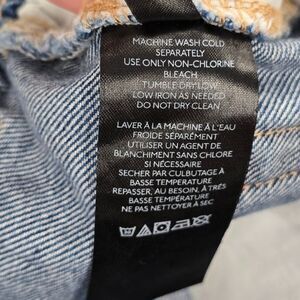 MACHINE WASH COLD
SEPARATELY
USE ONLY NON-CHLORINE
BLEACH
TUMBLE DRY LOW
LOW IRON AS NEEDED
DO NOT DRY CLEAN
LAVER À LA MACHINE À L'EAU
FROIDE SÉPARÉMENT
UTILISER UN AGENT DE
BLANCHIMENT SANS CHLORE
SI NÉCESSAIRE
SECHER PAR CULBUTAGE À
BASSE TEMPERATURE
REPASSER, AU BESOIN, À TRÈS
BASSE TEMPÉRATURE
NE PAS NETTOYER À SEC